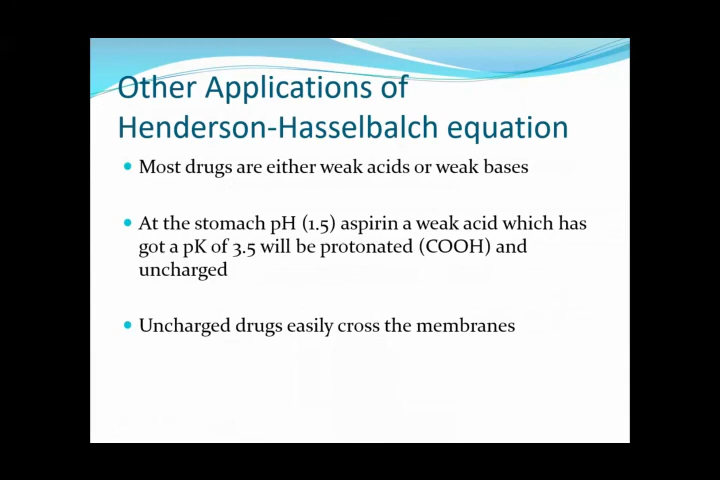 Other Applications of
Henderson-Hasselbalch equation
• Most drugs are either weak acids or weak bases
• At the stomach pH (1.5) aspirin a weak acid which has
got a pK of 3.5 will be protonated (COOH) and
uncharged
• Uncharged drugs easily cross the membranes